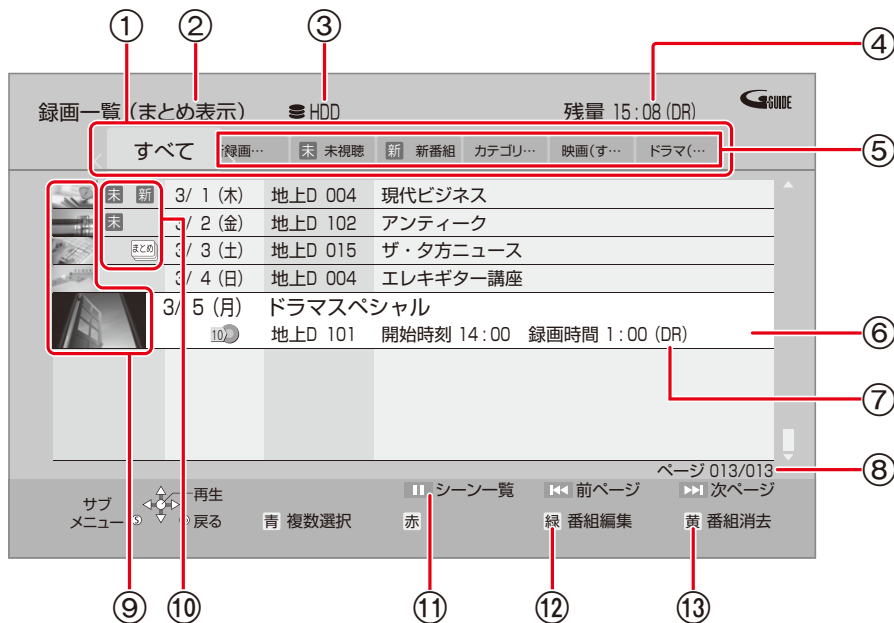 ① ② ③ ④
録画一覧(まとめ表示) HDD 残量 15:08(DR) G-GUIDE
すべて 録画… 未 未視聴 新 新番組 カテゴリ… 映画(す… ドラマ(… ⑤
未 新 3/ 1(木) 地上D 004 現代ビジネス
未 3/ 2(金) 地上D 102 アンティーク
まとめ 3/ 3(土) 地上D 015 ザ・夕方ニュース
3/ 4(日) 地上D 004 エレキギター講座
3/ 5(月) ドラマスペシャル
10 地上D 101 開始時刻 14:00 録画時間 1:00(DR) ⑥
⑦
ページ 013/013 ⑧
シーン一覧 前ページ 次ページ
サブメニュー S 再生
戻る 青 複数選択 赤 緑 番組編集 黄 番組消去
⑨ ⑩ ⑪ ⑫ ⑬